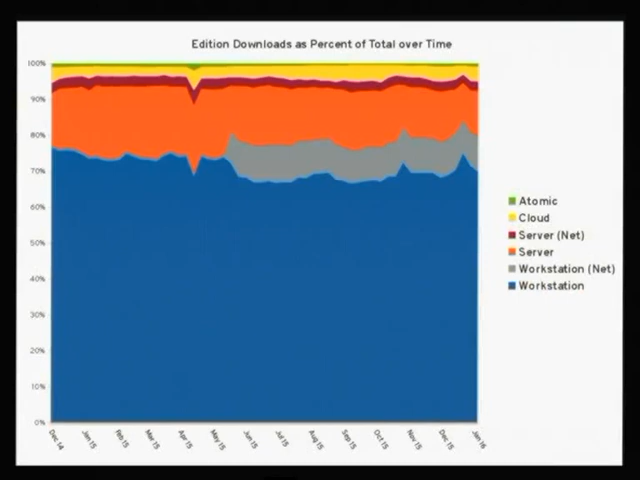 Edition Downloads as Percent of Total over Time
100%
90%
80%
70%
60%
50%
40%
30%
20%
10%
0%
Dec 14
Jan 15
Feb 15
Mar 15
Apr 15
May 15
Jun 15
Jul 15
Aug 15
Sep 15
Oct 15
Nov 15
Dec 15
Jan 16
Atomic
Cloud
Server (Net)
Server
Workstation (Net)
Workstation